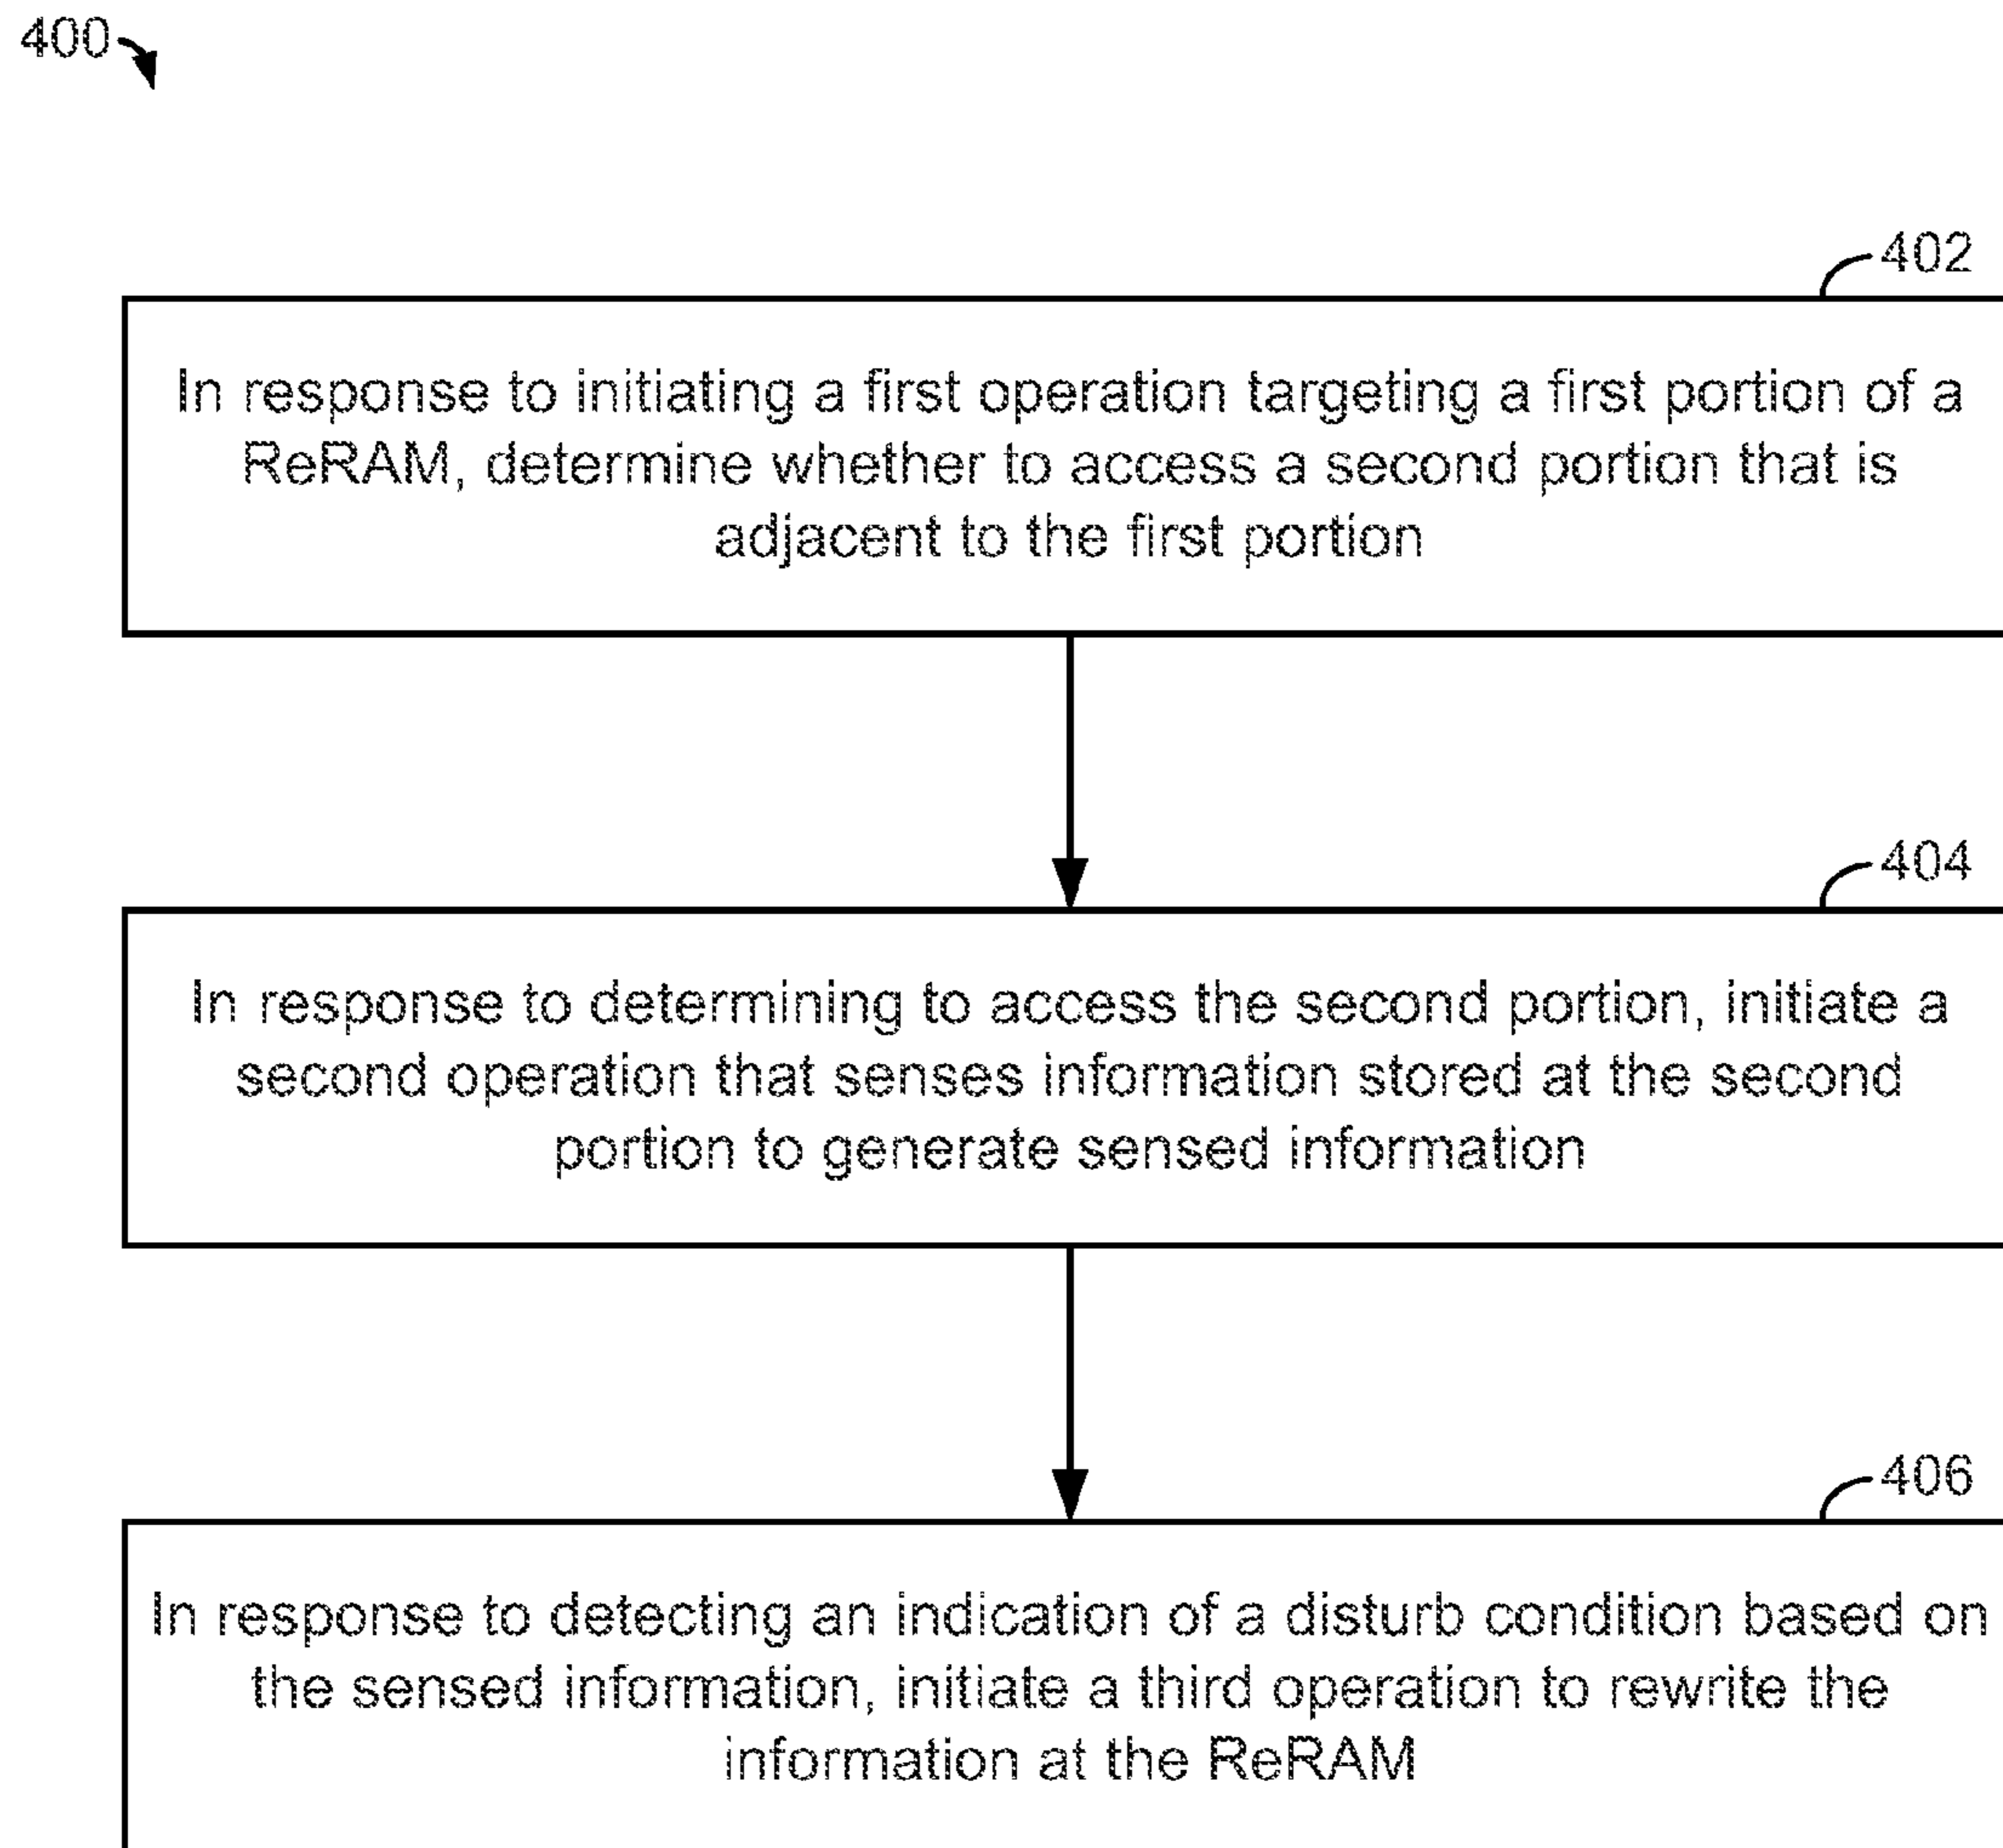 400
402
In response to initiating a first operation targeting a first portion of a
ReRAM, determine whether to access a second portion that is
adjacent to the first portion
404
In response to determining to access the second portion, initiate a
second operation that senses information stored at the second
portion to generate sensed information
406
In response to detecting an indication of a disturb condition based on
the sensed information, initiate a third operation to rewrite the
information at the ReRAM